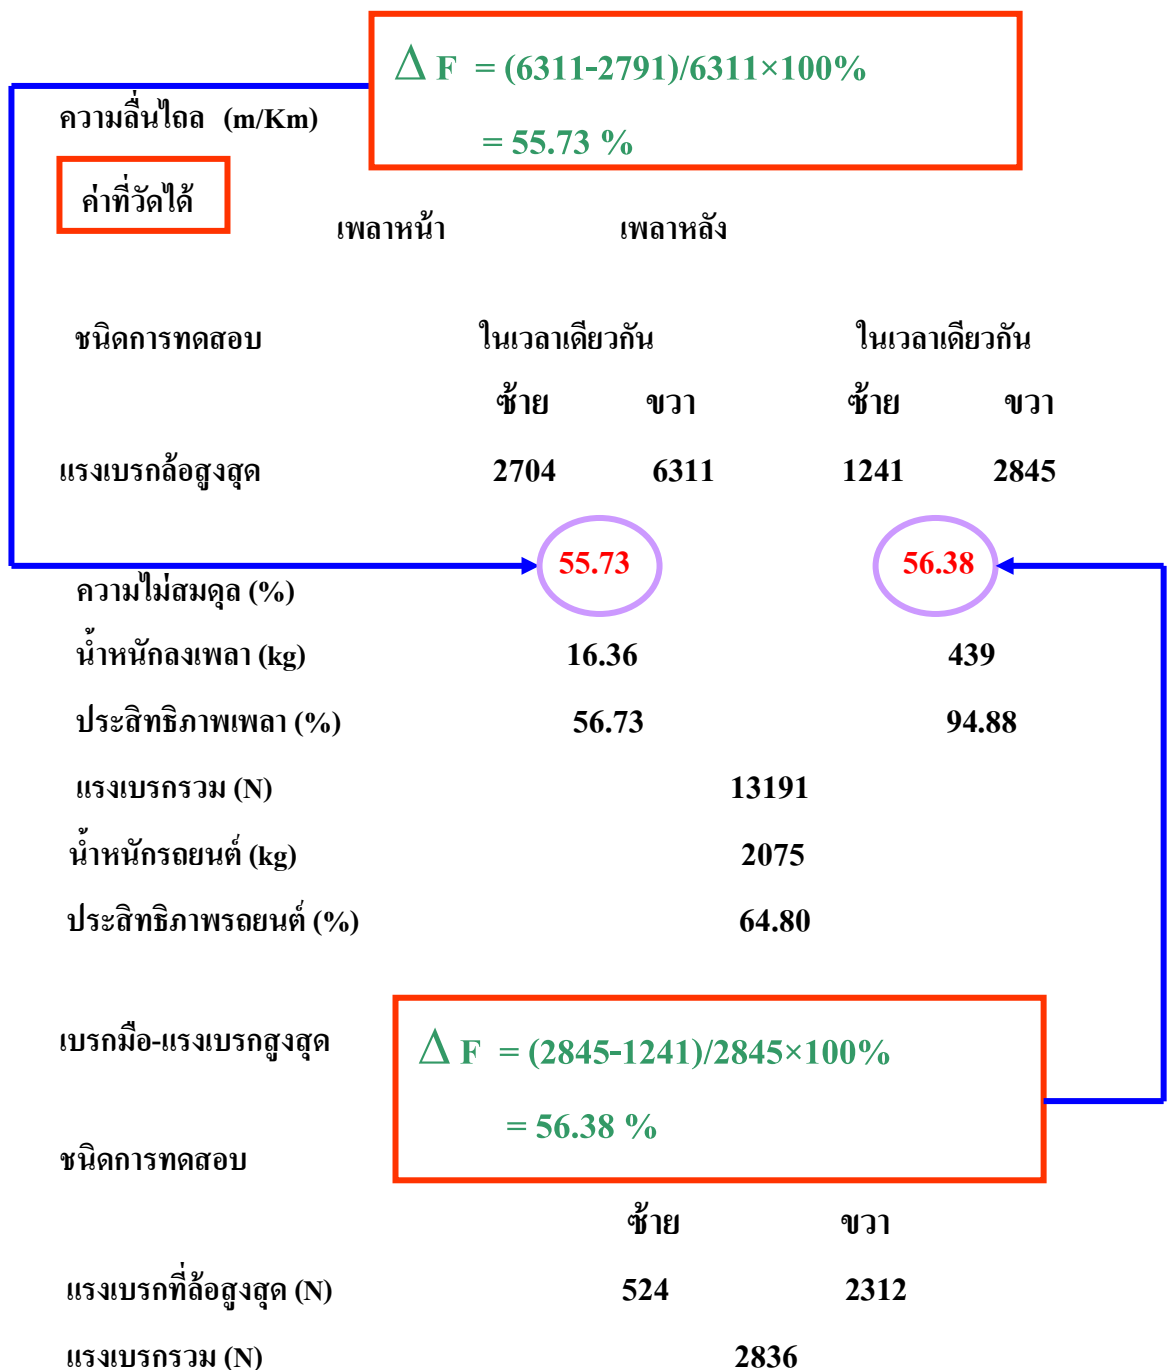 Δ F = (6311-2791)/6311×100%
ความลื่นไถล (m/Km)
= 55.73 %
ค่าที่วัดได้
เพลาหน้า เพลาหลัง
ชนิดการทดสอบ ในเวลาเดียวกัน ในเวลาเดียวกัน
ซ้าย ขวา ซ้าย ขวา
แรงเบรกล้อสูงสุด 2704 6311 1241 2845
55.73 56.38
ความไม่สมดุล (%)
น้ำหนักลงเพลา (kg) 16.36 439
ประสิทธิภาพเพลา (%) 56.73 94.88
แรงเบรกรวม (N) 13191
น้ำหนักรถยนต์ (kg) 2075
ประสิทธิภาพรถยนต์ (%) 64.80
เบรกมือ-แรงเบรกสูงสุด
Δ F = (2845-1241)/2845×100%
= 56.38 %
ชนิดการทดสอบ
ซ้าย ขวา
แรงเบรกที่ล้อสูงสุด (N) 524 2312
แรงเบรกรวม (N) 2836